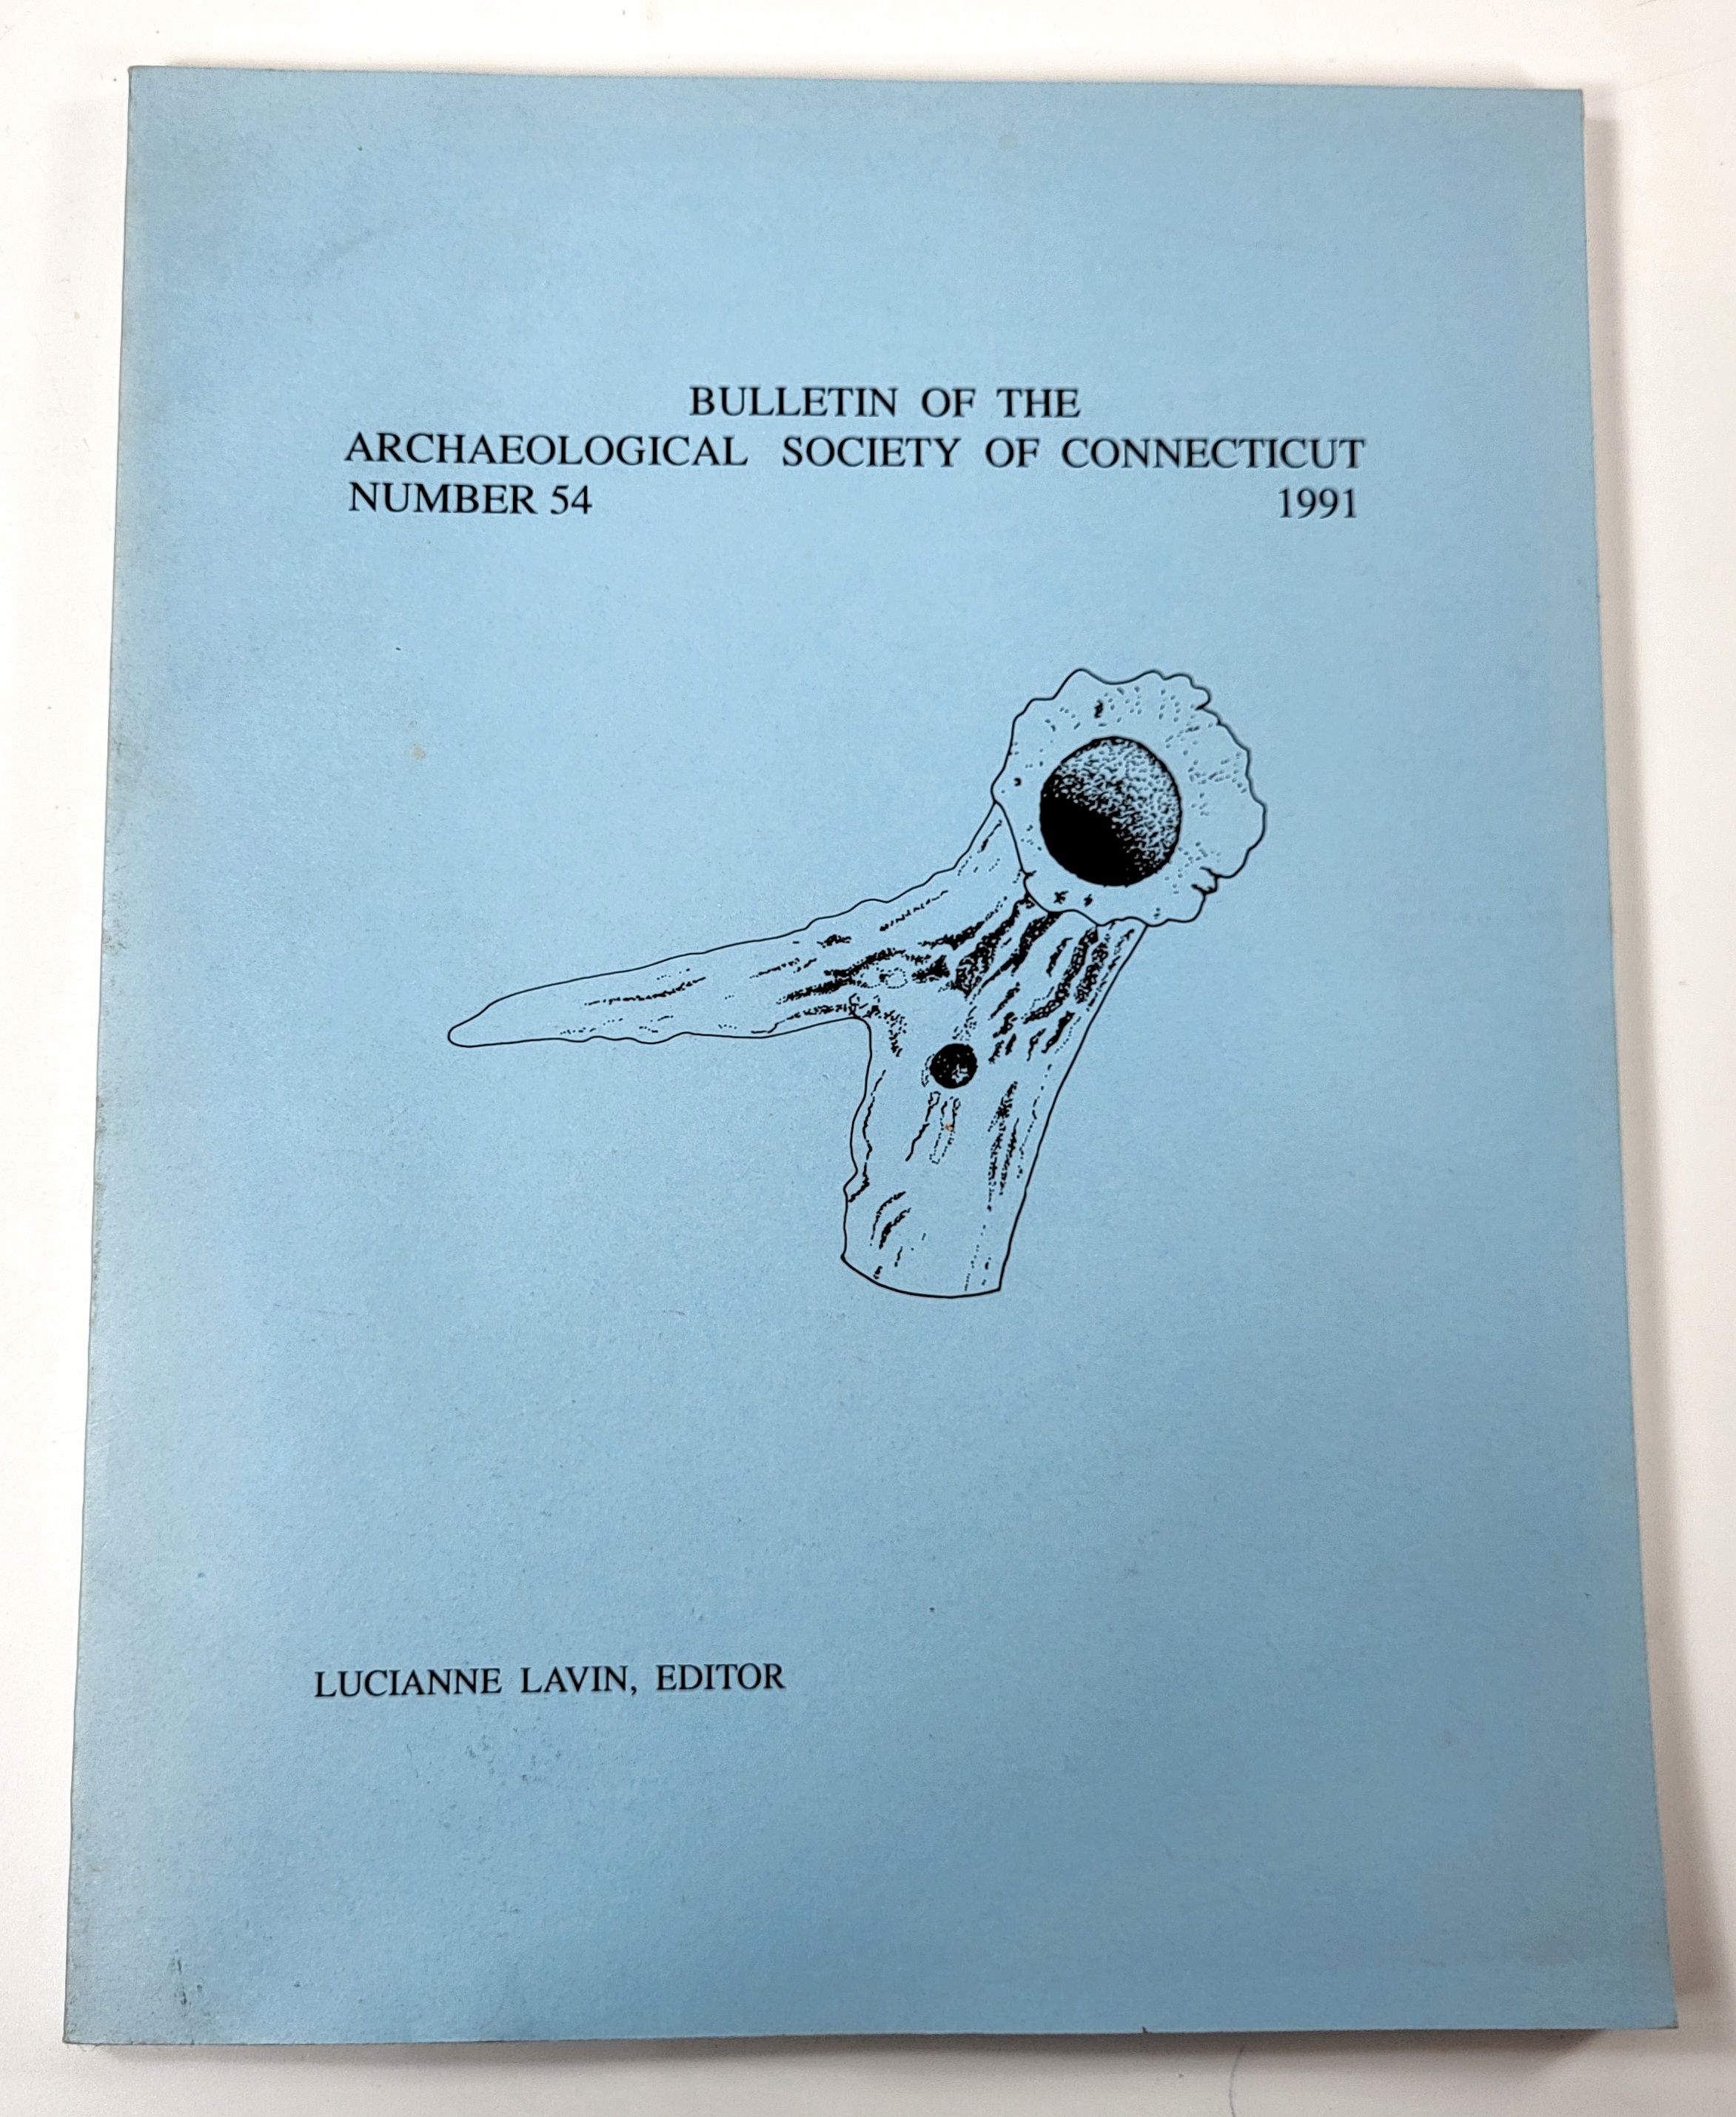 BULLETIN OF THE
ARCHAEOLOGICAL SOCIETY OF CONNECTICUT
NUMBER 54 1991
LUCIANNE LAVIN, EDITOR